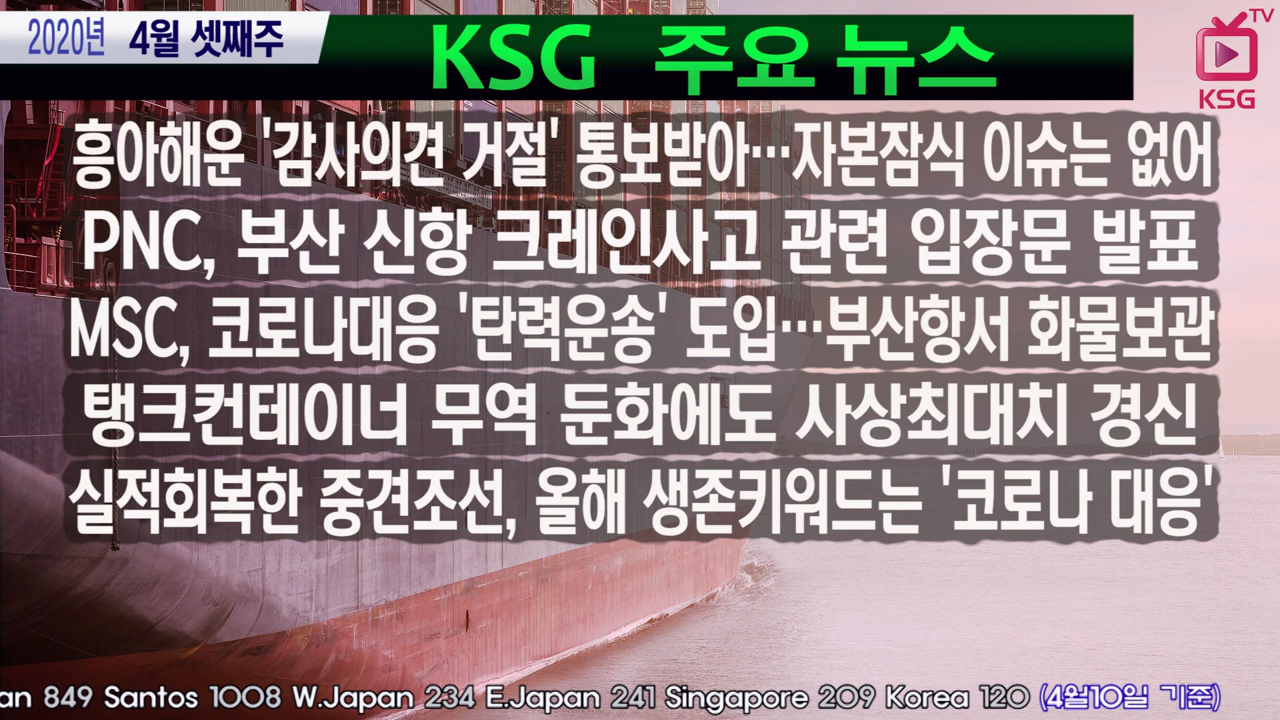 2020년 4월 셋째주
KSG 주요 뉴스
TV
KSG
흥아해운 '감사의견 거절' 통보받아…자본잠식 이슈는 없어
PNC, 부산 신항 크레인사고 관련 입장문 발표
MSC, 코로나대응 '탄력운송' 도입…부산항서 화물보관
탱크컨테이너 무역 둔화에도 사상최대치 경신
실적회복한 중견조선, 올해 생존키워드는 '코로나 대응'
an 849 Santos 1008 W.Japan 234 E.Japan 241 Singapore 209 Korea 120 (4월10일 기준)